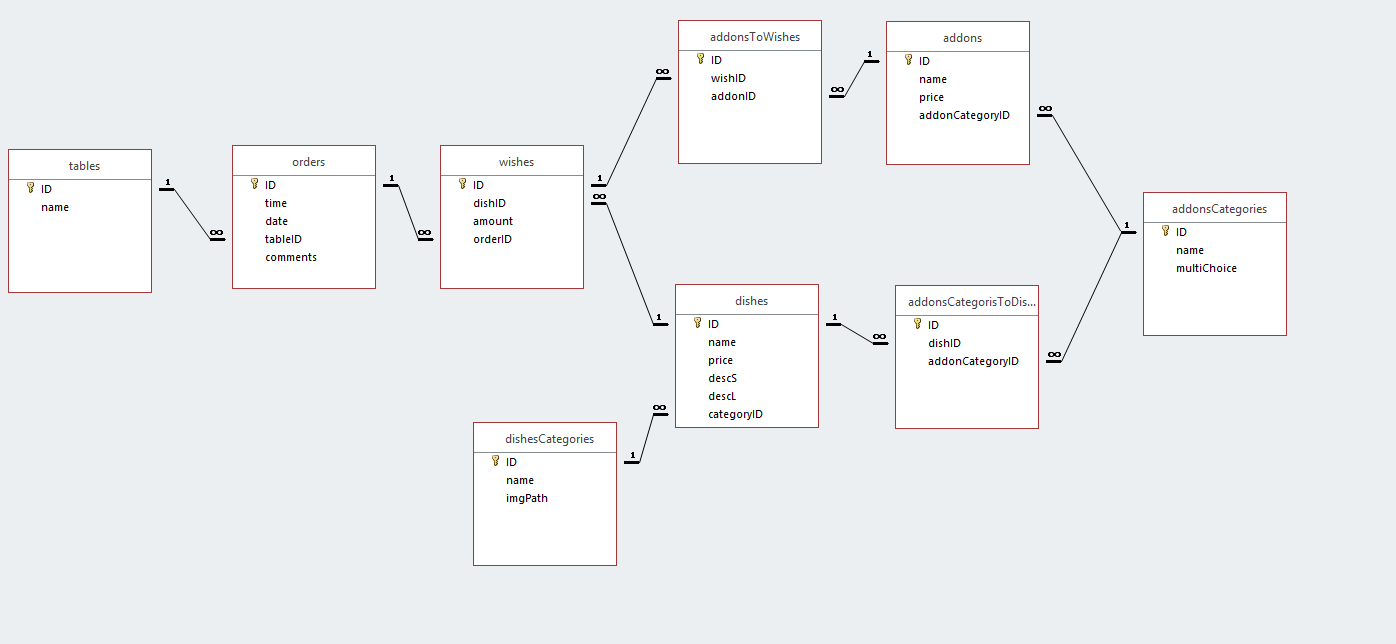 tables
ID
name
orders
ID
time
date
tableID
comments
wishes
ID
dishID
amount
orderID
addonsToWishes
ID
wishID
addonID
addons
ID
name
price
addonCategoryID
dishes
ID
name
price
descS
descL
categoryID
addonsCategorisToDis...
ID
dishID
addonCategoryID
addonsCategories
ID
name
multiChoice
dishesCategories
ID
name
imgPath
1
∞
1
∞
1
∞
∞
1
∞
1
1
∞
∞
1
∞
∞
1